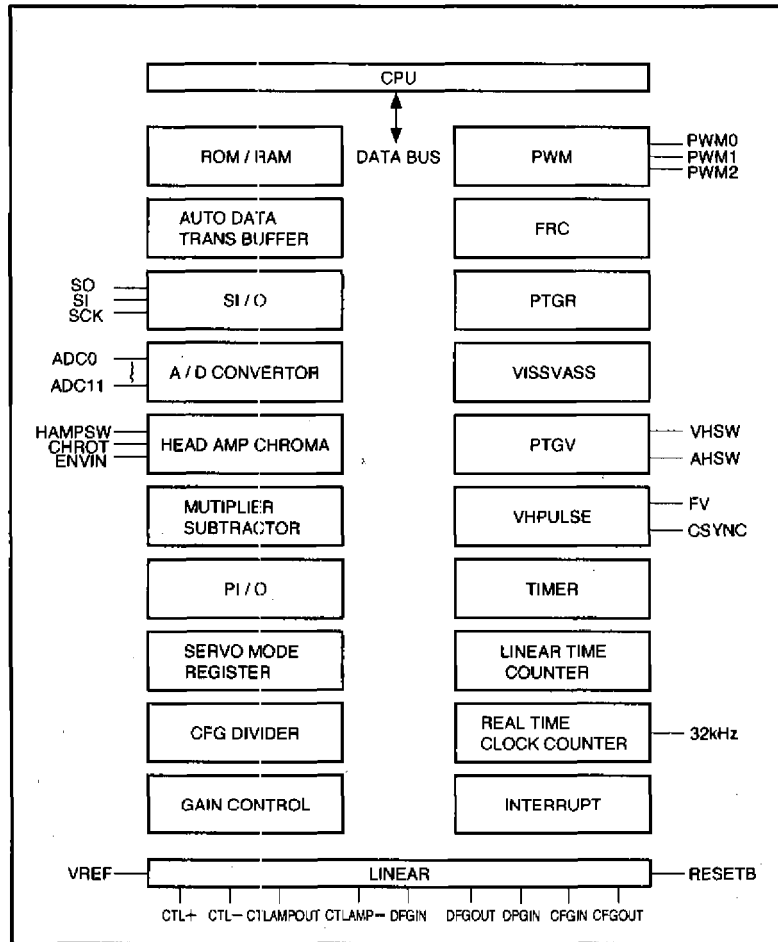 CPU
ROM / RAM
DATA BUS
PWM
PWM0
PWM1
PWM2
AUTO DATA
TRANS BUFFER
FRC
SO
SI
SCK
SI / O
PTGR
ADC0
ADC11
A / D CONVERTOR
VISSVASS
HAMPSW
CHROT
ENVIN
HEAD AMP CHROMA
PTGV
VHSW
AHSW
MUTIPLIER
SUBTRACTOR
VHPULSE
FV
CSYNC
PI / O
TIMER
SERVO MODE
REGISTER
LINEAR TIME
COUNTER
CFG DIVIDER
REAL TIME
CLOCK COUNTER
32kHz
GAIN CONTROL
INTERRUPT
VREF
LINEAR
RESETB
CTL+ CTL− CTLAMPOUT CTLAMP− DFGIN DFGOUT DPGIN CFGIN CFGOUT